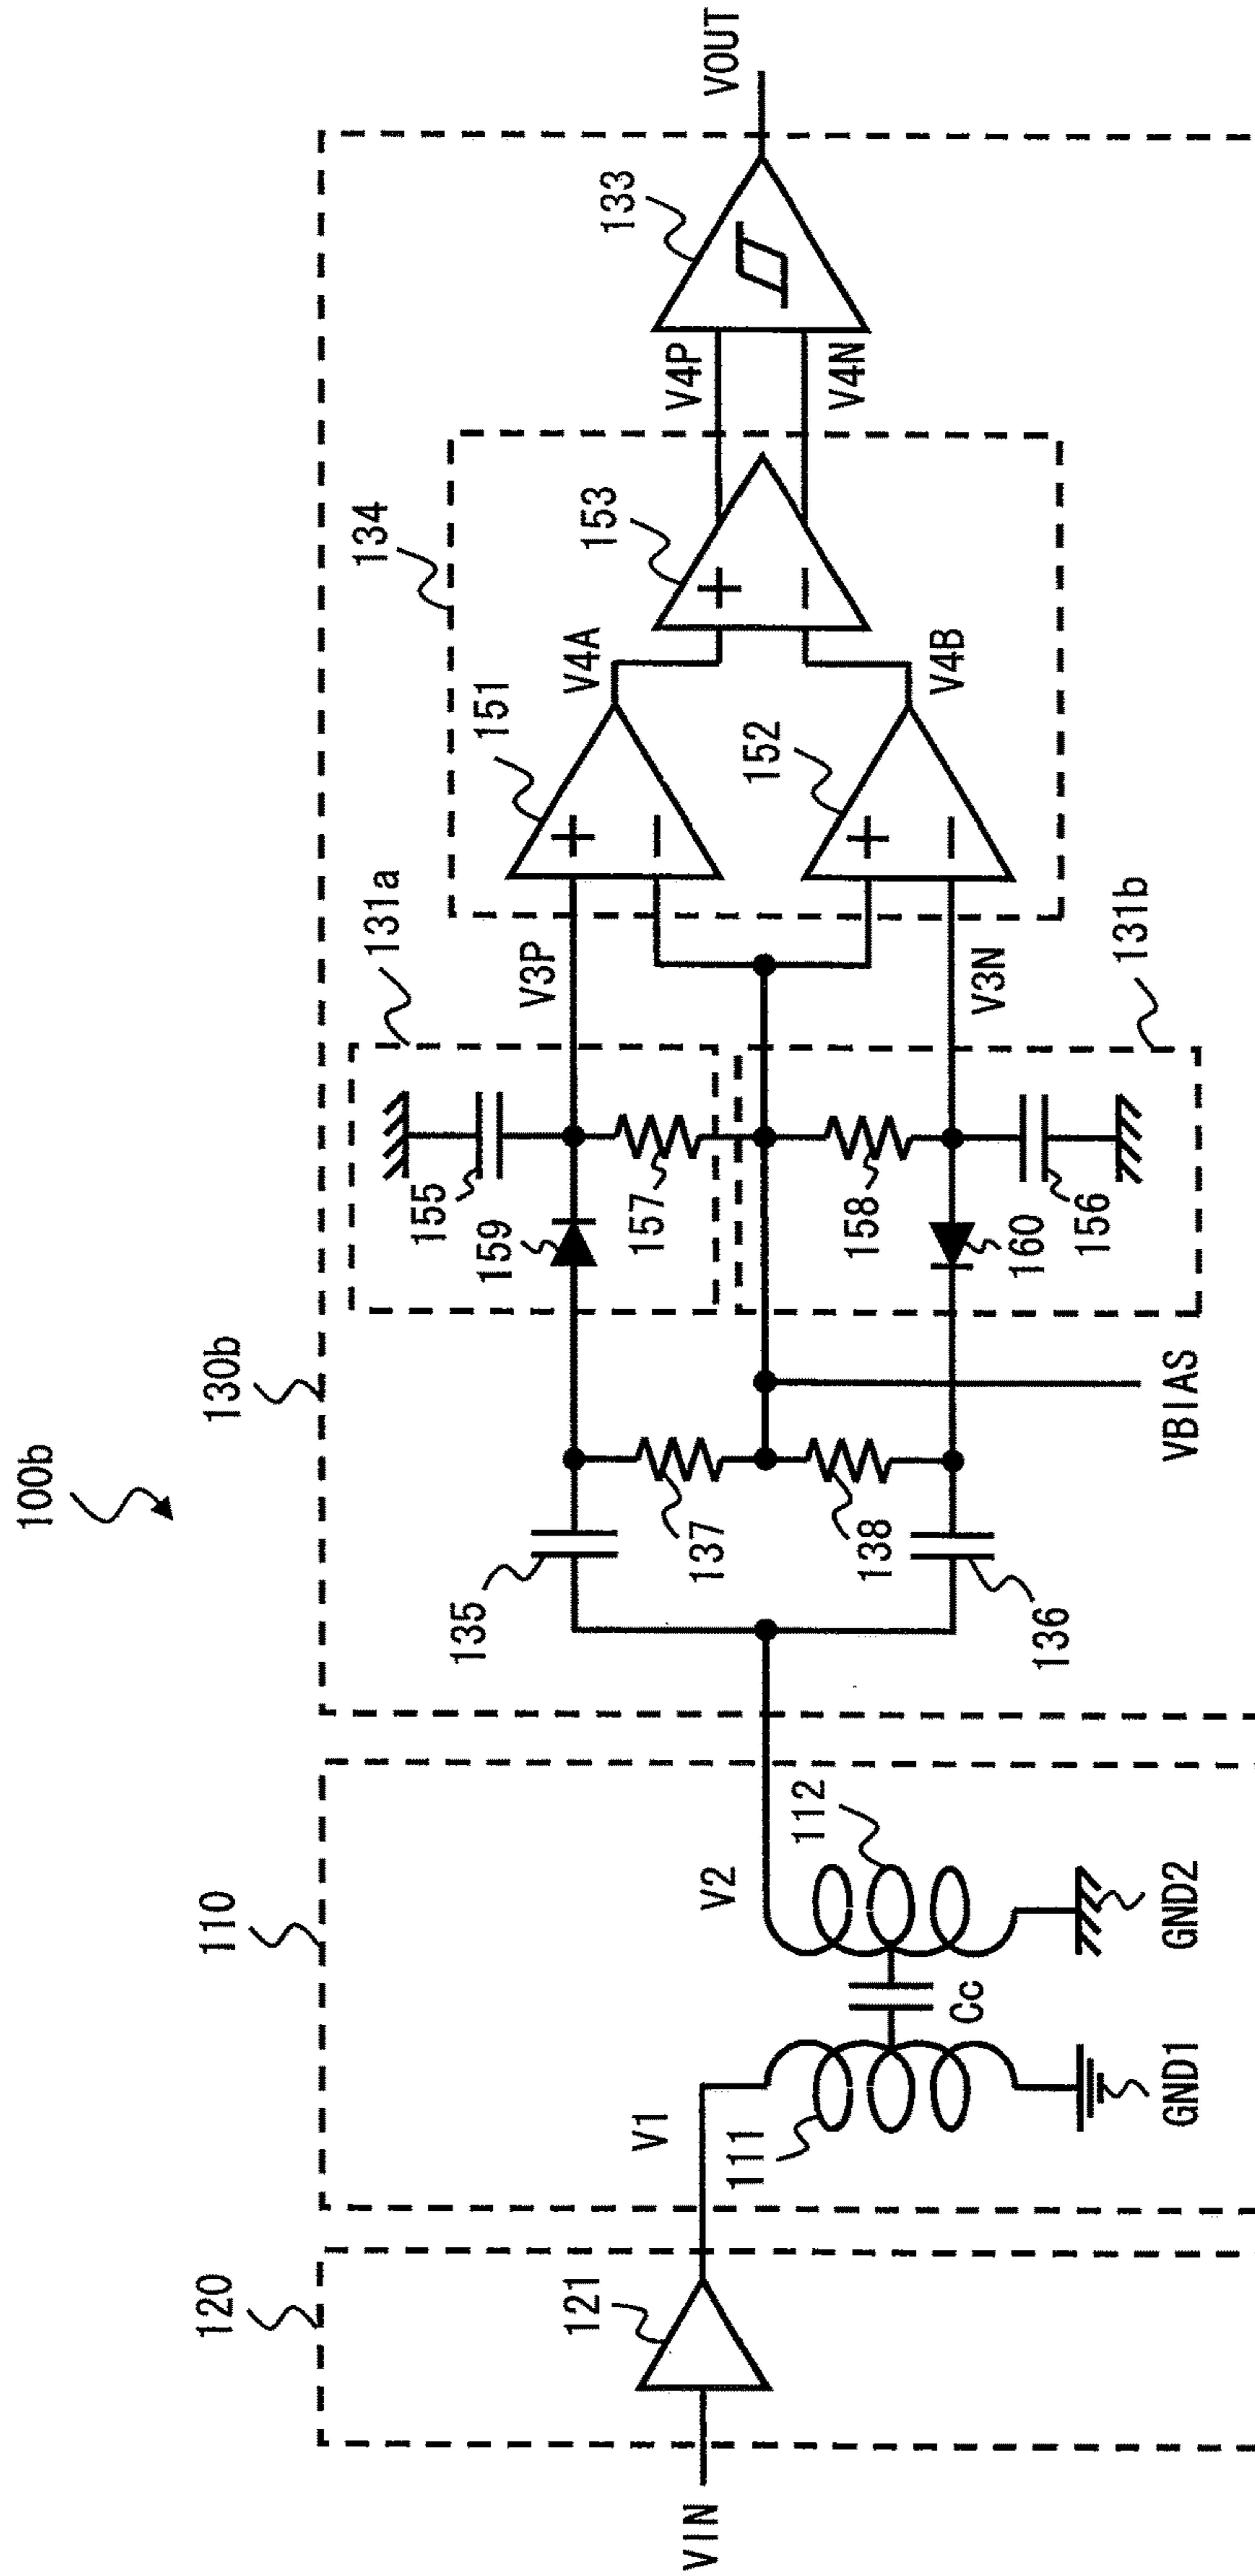 100b
120
110
130b
VIN
121
V1
111
GND1
Cc
V2
112
GND2
135
136
137
138
VBIAS
131a
155
159
157
158
160
156
131b
V3P
V3N
134
151
V4A
152
V4B
153
V4P
V4N
133
VOUT